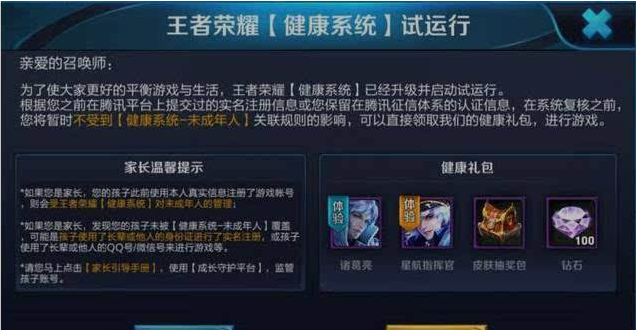 王者荣耀【健康系统】试运行
亲爱的召唤师：
为了使大家更好的平衡游戏与生活，王者荣耀【健康系统】已经升级并启动试运行。
根据您之前在腾讯平台上提交过的实名注册信息或您保留在腾讯征信体系的认证信息，在系统复核之前，
您将暂时不受到【健康系统-未成年人】关联规则的影响，可以直接领取我们的健康礼包，进行游戏。
家长温馨提示
*如果您是家长，您的孩子此前使用本人真实信息注册了游戏帐号，
则会受王者荣耀【健康系统】对未成年人的管理；
*如果您是家长，发现您的孩子未被【健康系统-未成年人】覆盖
，可能是孩子使用了长辈或他人的身份证进行了实名注册，或孩子
使用了长辈或他人的QQ号/微信号来进行游戏等。
*请您马上点击【家长引导手册】，使用【成长守护平台】，监管
孩子账号。
健康礼包
体验
体验
100
诸葛亮
星航指挥官
皮肤抽奖包
钻石